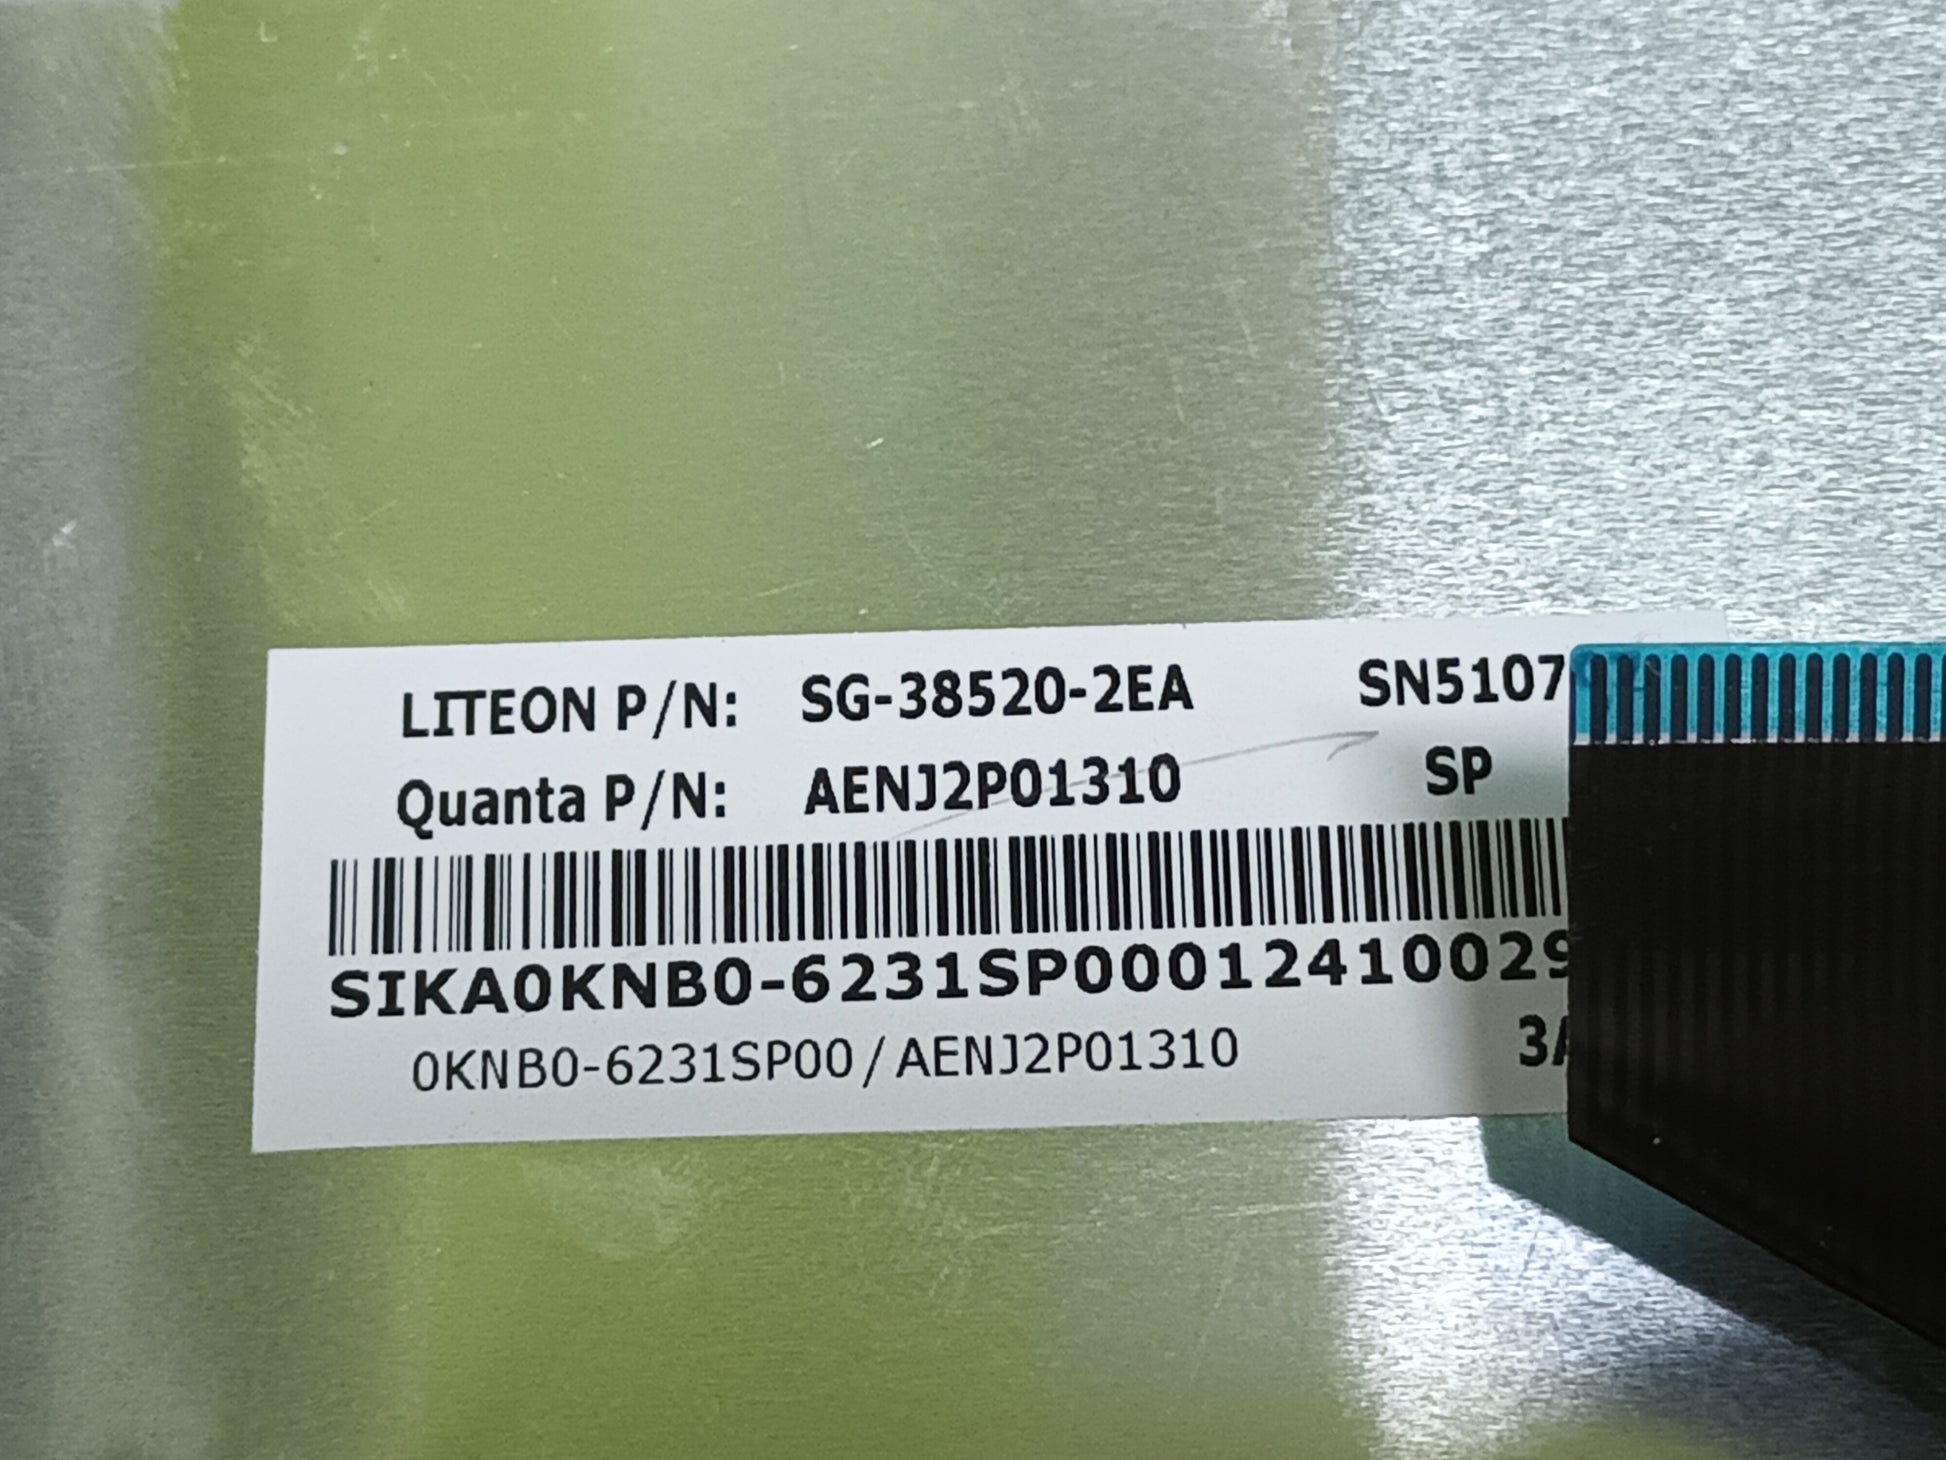 LITEON P/N: SG-38520-2EA SN5107
Quanta P/N: AENJ2P01310 SP
SIKA0KNB0-6231SP00012410029
0KNB0-6231SP00/AENJ2P01310 3A